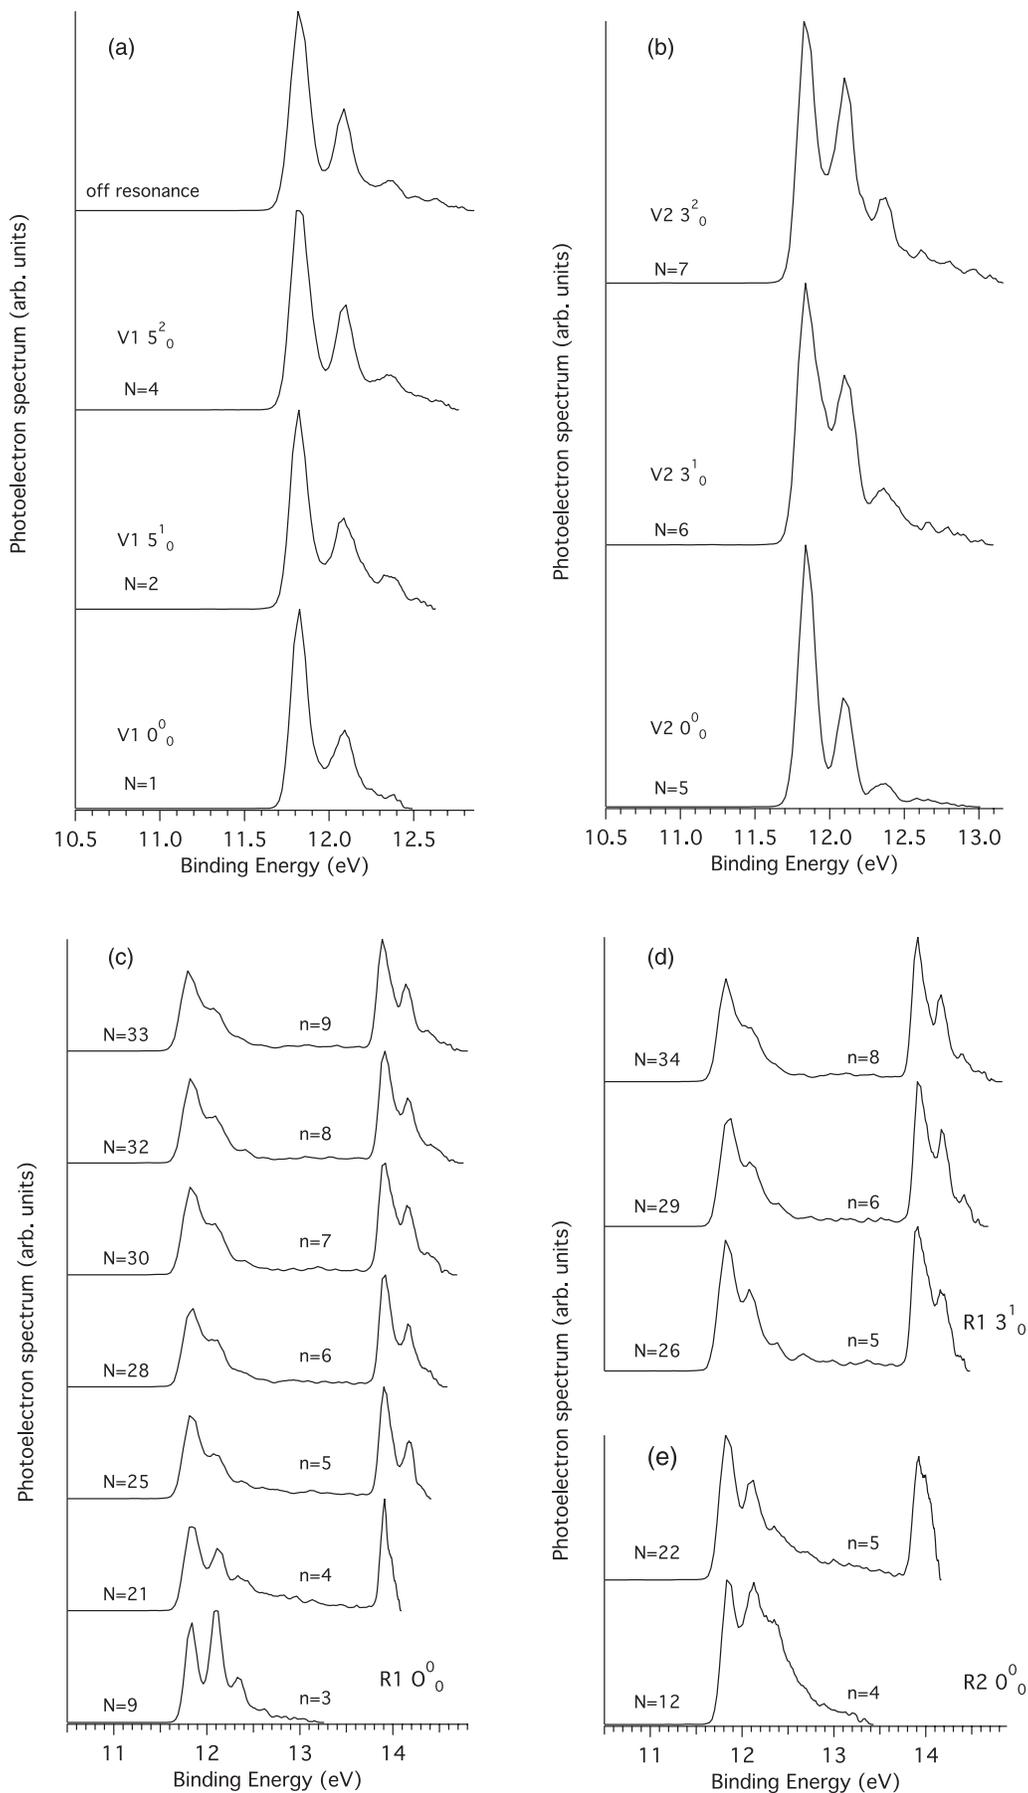 (a)
off resonance
V1 5²₀
N=4
V1 5¹₀
N=2
V1 0⁰₀
N=1
Photoelectron spectrum (arb. units)
10.5 11.0 11.5 12.0 12.5
Binding Energy (eV)
(b)
V2 3²₀
N=7
V2 3¹₀
N=6
V2 0⁰₀
N=5
Photoelectron spectrum (arb. units)
10.5 11.0 11.5 12.0 12.5 13.0
Binding Energy (eV)
(c)
N=33 n=9
N=32 n=8
N=30 n=7
N=28 n=6
N=25 n=5
N=21 n=4
R1 0⁰₀
N=9 n=3
Photoelectron spectrum (arb. units)
11 12 13 14
Binding Energy (eV)
(d)
N=34 n=8
N=29 n=6
R1 3¹₀
N=26 n=5
(e)
N=22 n=5
R2 0⁰₀
N=12 n=4
Photoelectron spectrum (arb. units)
11 12 13 14
Binding Energy (eV)